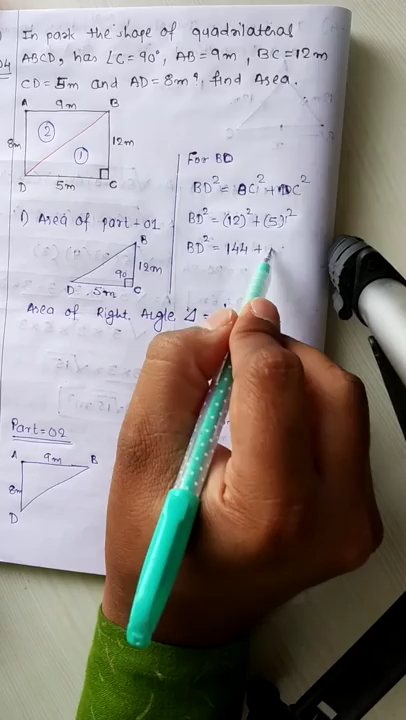 In park the shape of quadrilateral
04
ABCD, has ∠C = 90°, AB = 9m, BC = 12m
CD = 5m and AD = 8m?, find Area.
A 9m B
8m ② 12m
①
D 5m C
For BD
BD² = BC² + DC²
BD² = (12)² + (5)²
BD² = 144 +
1) Area of part - 01
B
12m
90
D 5m C
Area of Right Angle △ =
Part = 02
A 9m B
8m
D